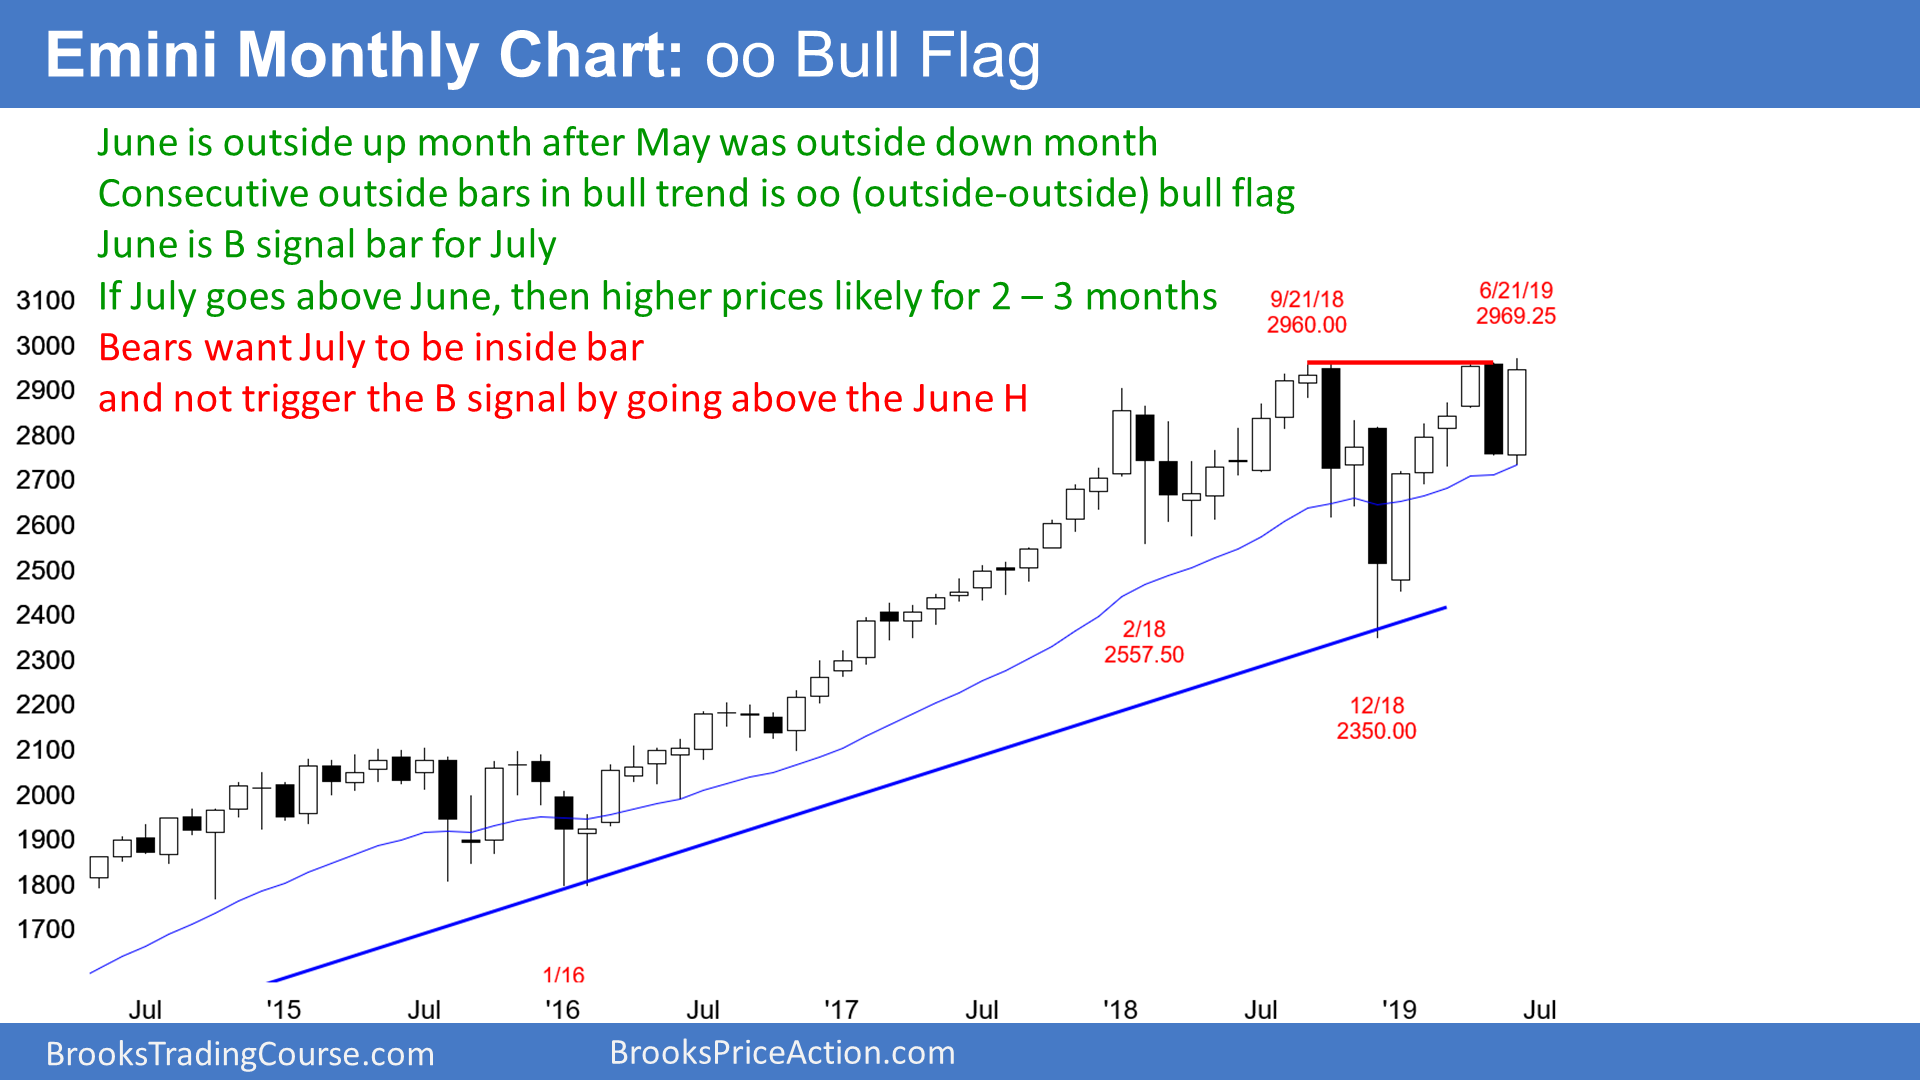 Emini Monthly Chart: oo Bull Flag
June is outside up month after May was outside down month
Consecutive outside bars in bull trend is oo (outside-outside) bull flag
June is B signal bar for July
If July goes above June, then higher prices likely for 2 – 3 months
Bears want July to be inside bar
and not trigger the B signal by going above the June H
9/21/18
2960.00
6/21/19
2969.25
3100
3000
2900
2800
2700
2600
2500
2400
2300
2200
2100
2000
1900
1800
1700
2/18
2557.50
12/18
2350.00
1/16
Jul '15 Jul '16 Jul '17 Jul '18 Jul '19 Jul
BrooksTradingCourse.com BrooksPriceAction.com